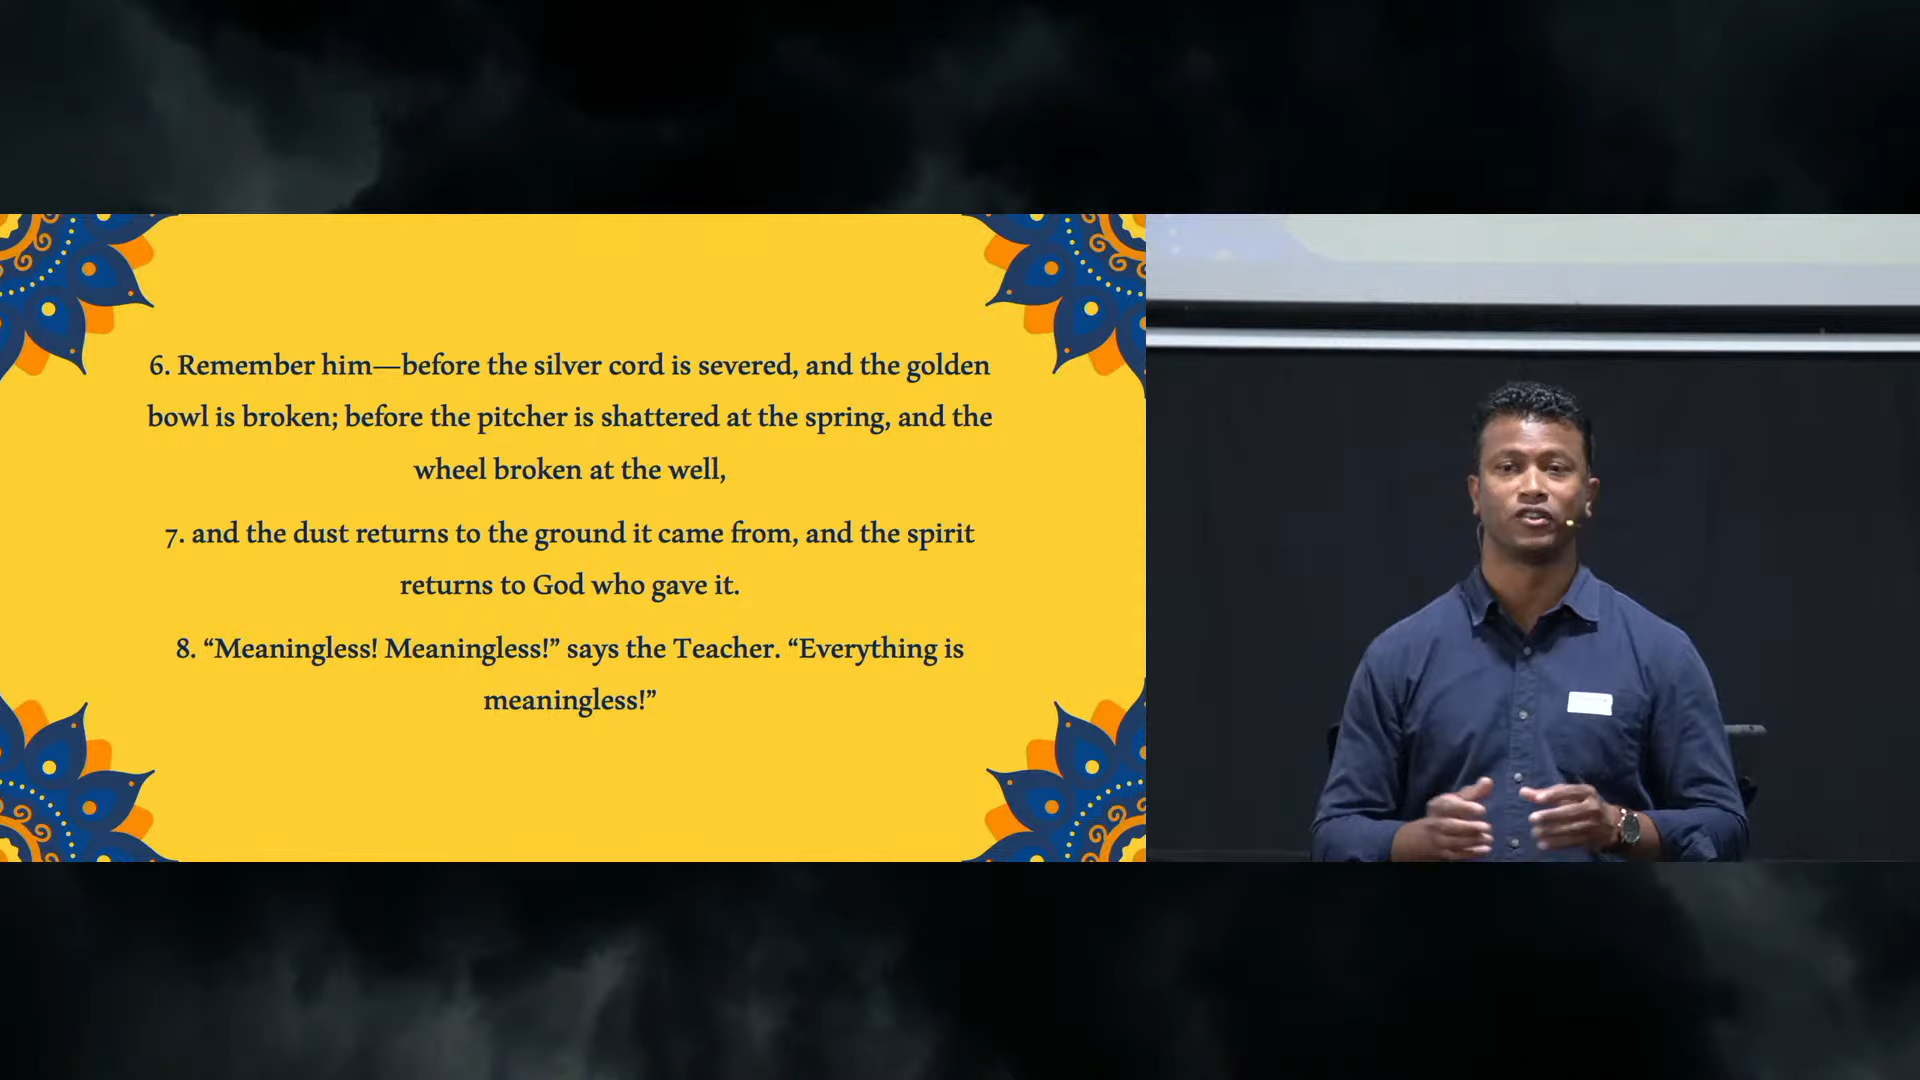 6. Remember him—before the silver cord is severed, and the golden
bowl is broken; before the pitcher is shattered at the spring, and the
wheel broken at the well,
7. and the dust returns to the ground it came from, and the spirit
returns to God who gave it.
8. “Meaningless! Meaningless!” says the Teacher. “Everything is
meaningless!”